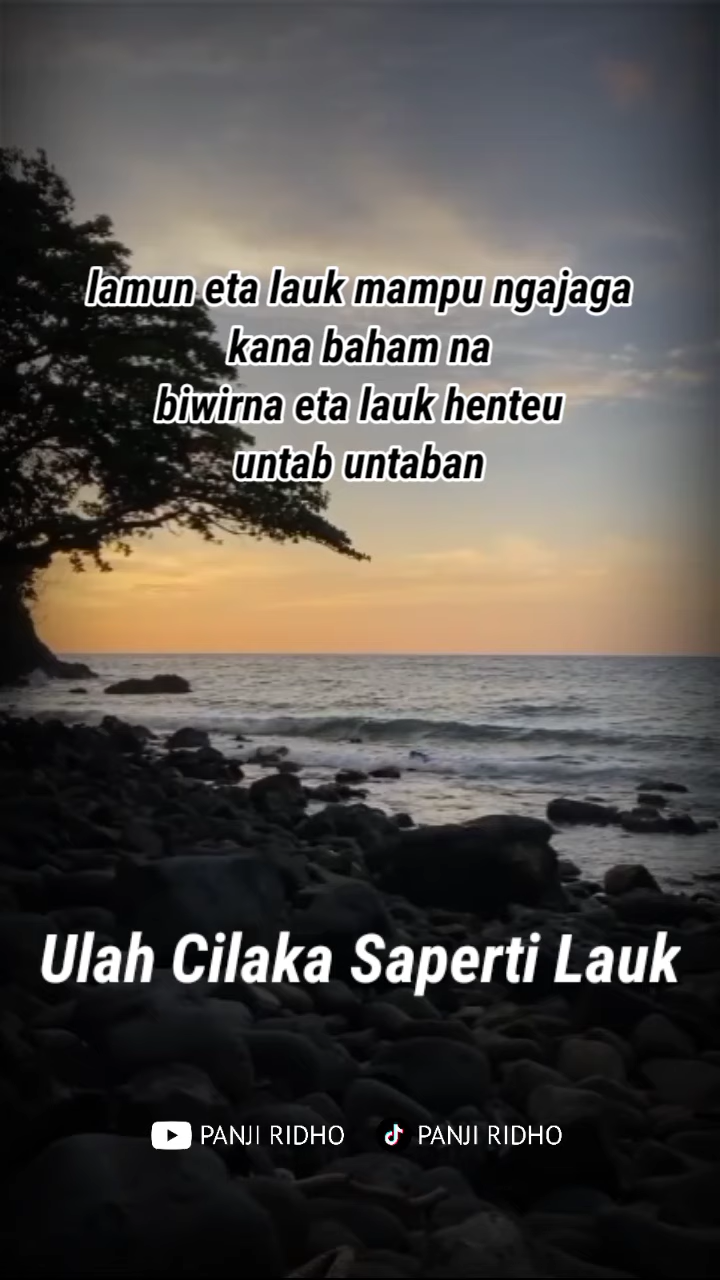 lamun eta lauk mampu ngajaga
kana baham na
biwirna eta lauk henteu
untab untaban
Ulah Cilaka Saperti Lauk
PANJI RIDHO PANJI RIDHO